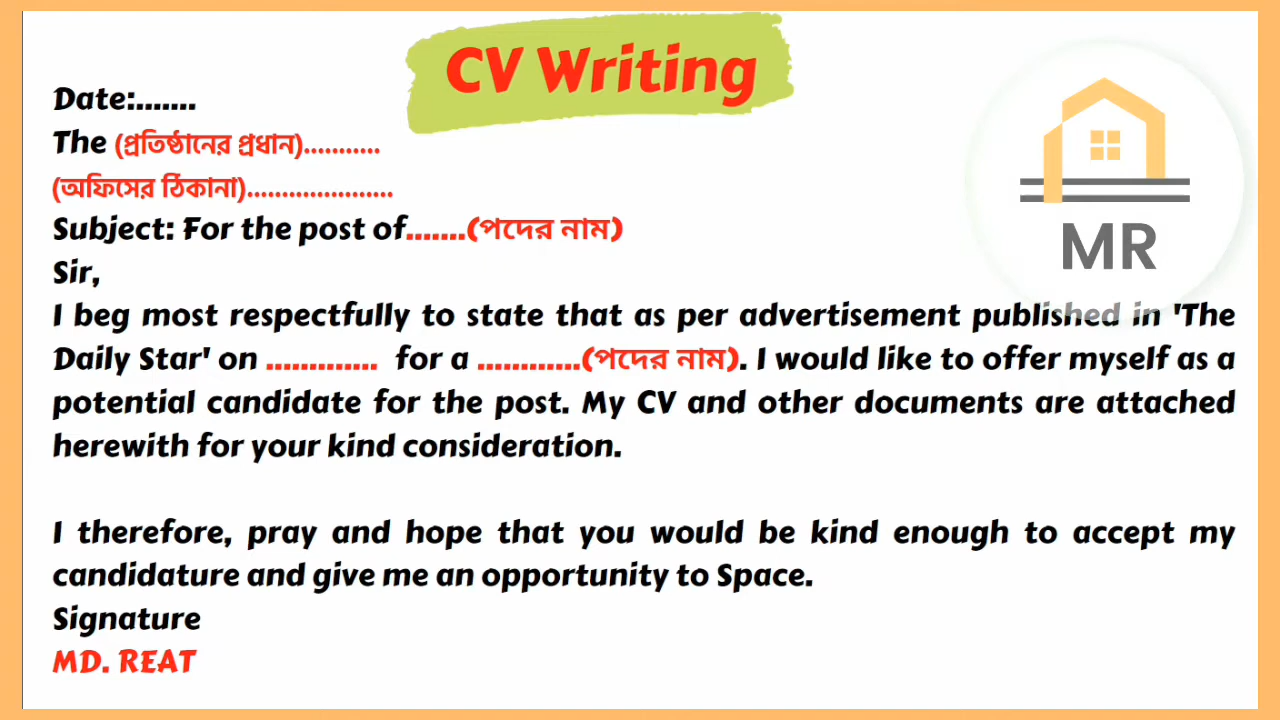 CV Writing
Date:.......
The (প্রতিষ্ঠানের প্রধান)...........
(অফিসের ঠিকানা).....................
Subject: For the post of.......(পদের নাম)
Sir,
I beg most respectfully to state that as per advertisement published in 'The
Daily Star' on ............. for a ............(পদের নাম). I would like to offer myself as a
potential candidate for the post. My CV and other documents are attached
herewith for your kind consideration.
I therefore, pray and hope that you would be kind enough to accept my
candidature and give me an opportunity to Space.
Signature
MD. REAT
MR